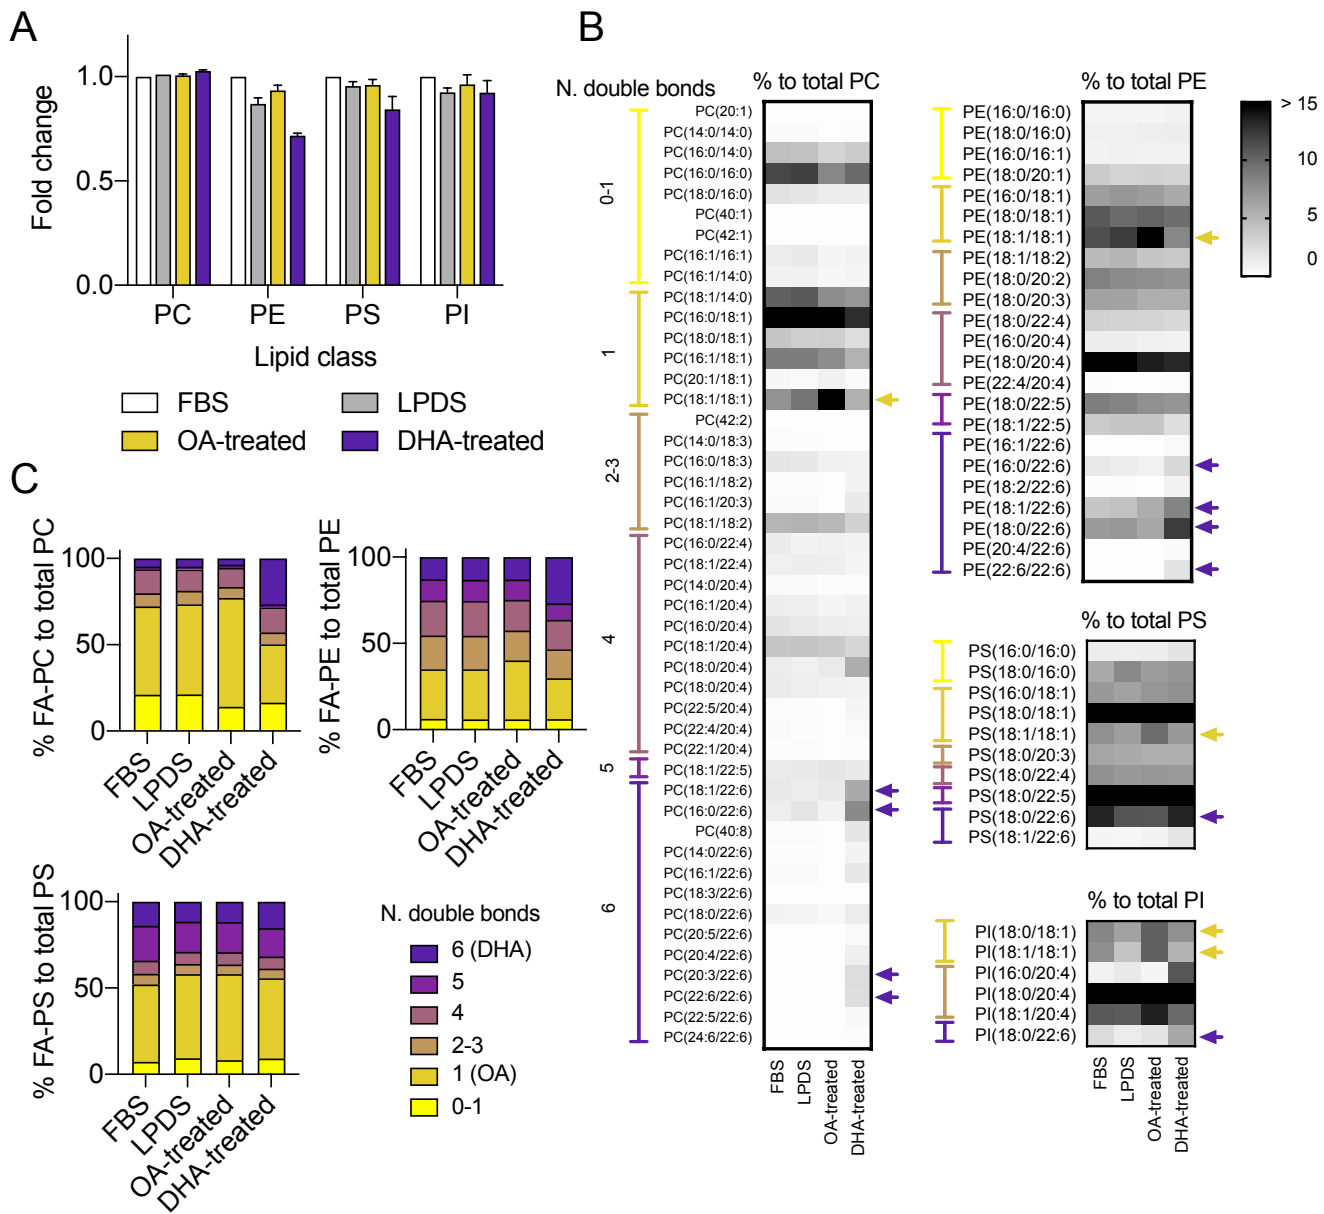 A
Fold change
1.0
0.5
0.0
PC PE PS PI
Lipid class
FBS LPDS
OA-treated DHA-treated
B
N. double bonds
% to total PC
0-1
1
2-3
4
5
6
PC(20:1)
PC(14:0/14:0)
PC(16:0/14:0)
PC(16:0/16:0)
PC(18:0/16:0)
PC(40:1)
PC(42:1)
PC(16:1/16:1)
PC(16:1/14:0)
PC(18:1/14:0)
PC(16:0/18:1)
PC(18:0/18:1)
PC(16:1/18:1)
PC(20:1/18:1)
PC(18:1/18:1)
PC(42:2)
PC(14:0/18:3)
PC(16:0/18:3)
PC(16:1/18:2)
PC(16:1/20:3)
PC(18:1/18:2)
PC(16:0/22:4)
PC(18:1/22:4)
PC(14:0/20:4)
PC(16:1/20:4)
PC(16:0/20:4)
PC(18:1/20:4)
PC(18:0/20:4)
PC(18:0/20:4)
PC(22:5/20:4)
PC(22:4/20:4)
PC(22:1/20:4)
PC(18:1/22:5)
PC(18:1/22:6)
PC(16:0/22:6)
PC(40:8)
PC(14:0/22:6)
PC(16:1/22:6)
PC(18:3/22:6)
PC(18:0/22:6)
PC(20:5/22:6)
PC(20:4/22:6)
PC(20:3/22:6)
PC(22:6/22:6)
PC(22:5/22:6)
PC(24:6/22:6)
FBS
LPDS
OA-treated
DHA-treated
% to total PE
PE(16:0/16:0)
PE(18:0/16:0)
PE(16:0/16:1)
PE(18:0/20:1)
PE(16:0/18:1)
PE(18:0/18:1)
PE(18:1/18:1)
PE(18:1/18:2)
PE(18:0/20:2)
PE(18:0/20:3)
PE(18:0/22:4)
PE(16:0/20:4)
PE(18:0/20:4)
PE(22:4/20:4)
PE(18:0/22:5)
PE(18:1/22:5)
PE(16:1/22:6)
PE(16:0/22:6)
PE(18:2/22:6)
PE(18:1/22:6)
PE(18:0/22:6)
PE(20:4/22:6)
PE(22:6/22:6)
> 15
10
5
0
% to total PS
PS(16:0/16:0)
PS(18:0/16:0)
PS(16:0/18:1)
PS(18:0/18:1)
PS(18:1/18:1)
PS(18:0/20:3)
PS(18:0/22:4)
PS(18:0/22:5)
PS(18:0/22:6)
PS(18:1/22:6)
% to total PI
PI(18:0/18:1)
PI(18:1/18:1)
PI(16:0/20:4)
PI(18:0/20:4)
PI(18:1/20:4)
PI(18:0/22:6)
FBS
LPDS
OA-treated
DHA-treated
C
% FA-PC to total PC
100
50
0
FBS
LPDS
OA-treated
DHA-treated
% FA-PE to total PE
100
50
0
FBS
LPDS
OA-treated
DHA-treated
% FA-PS to total PS
100
50
0
FBS
LPDS
OA-treated
DHA-treated
N. double bonds
6 (DHA)
5
4
2-3
1 (OA)
0-1